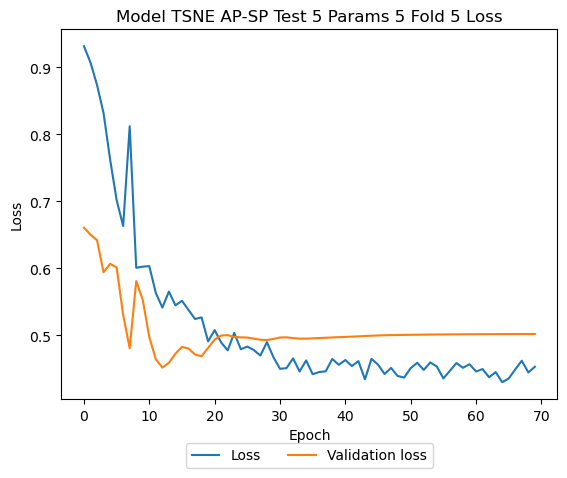 Model TSNE AP-SP Test 5 Params 5 Fold 5 Loss
0.9
0.8
0.7
0.6
0.5
Loss
0 10 20 30 40 50 60 70
Epoch
Loss Validation loss